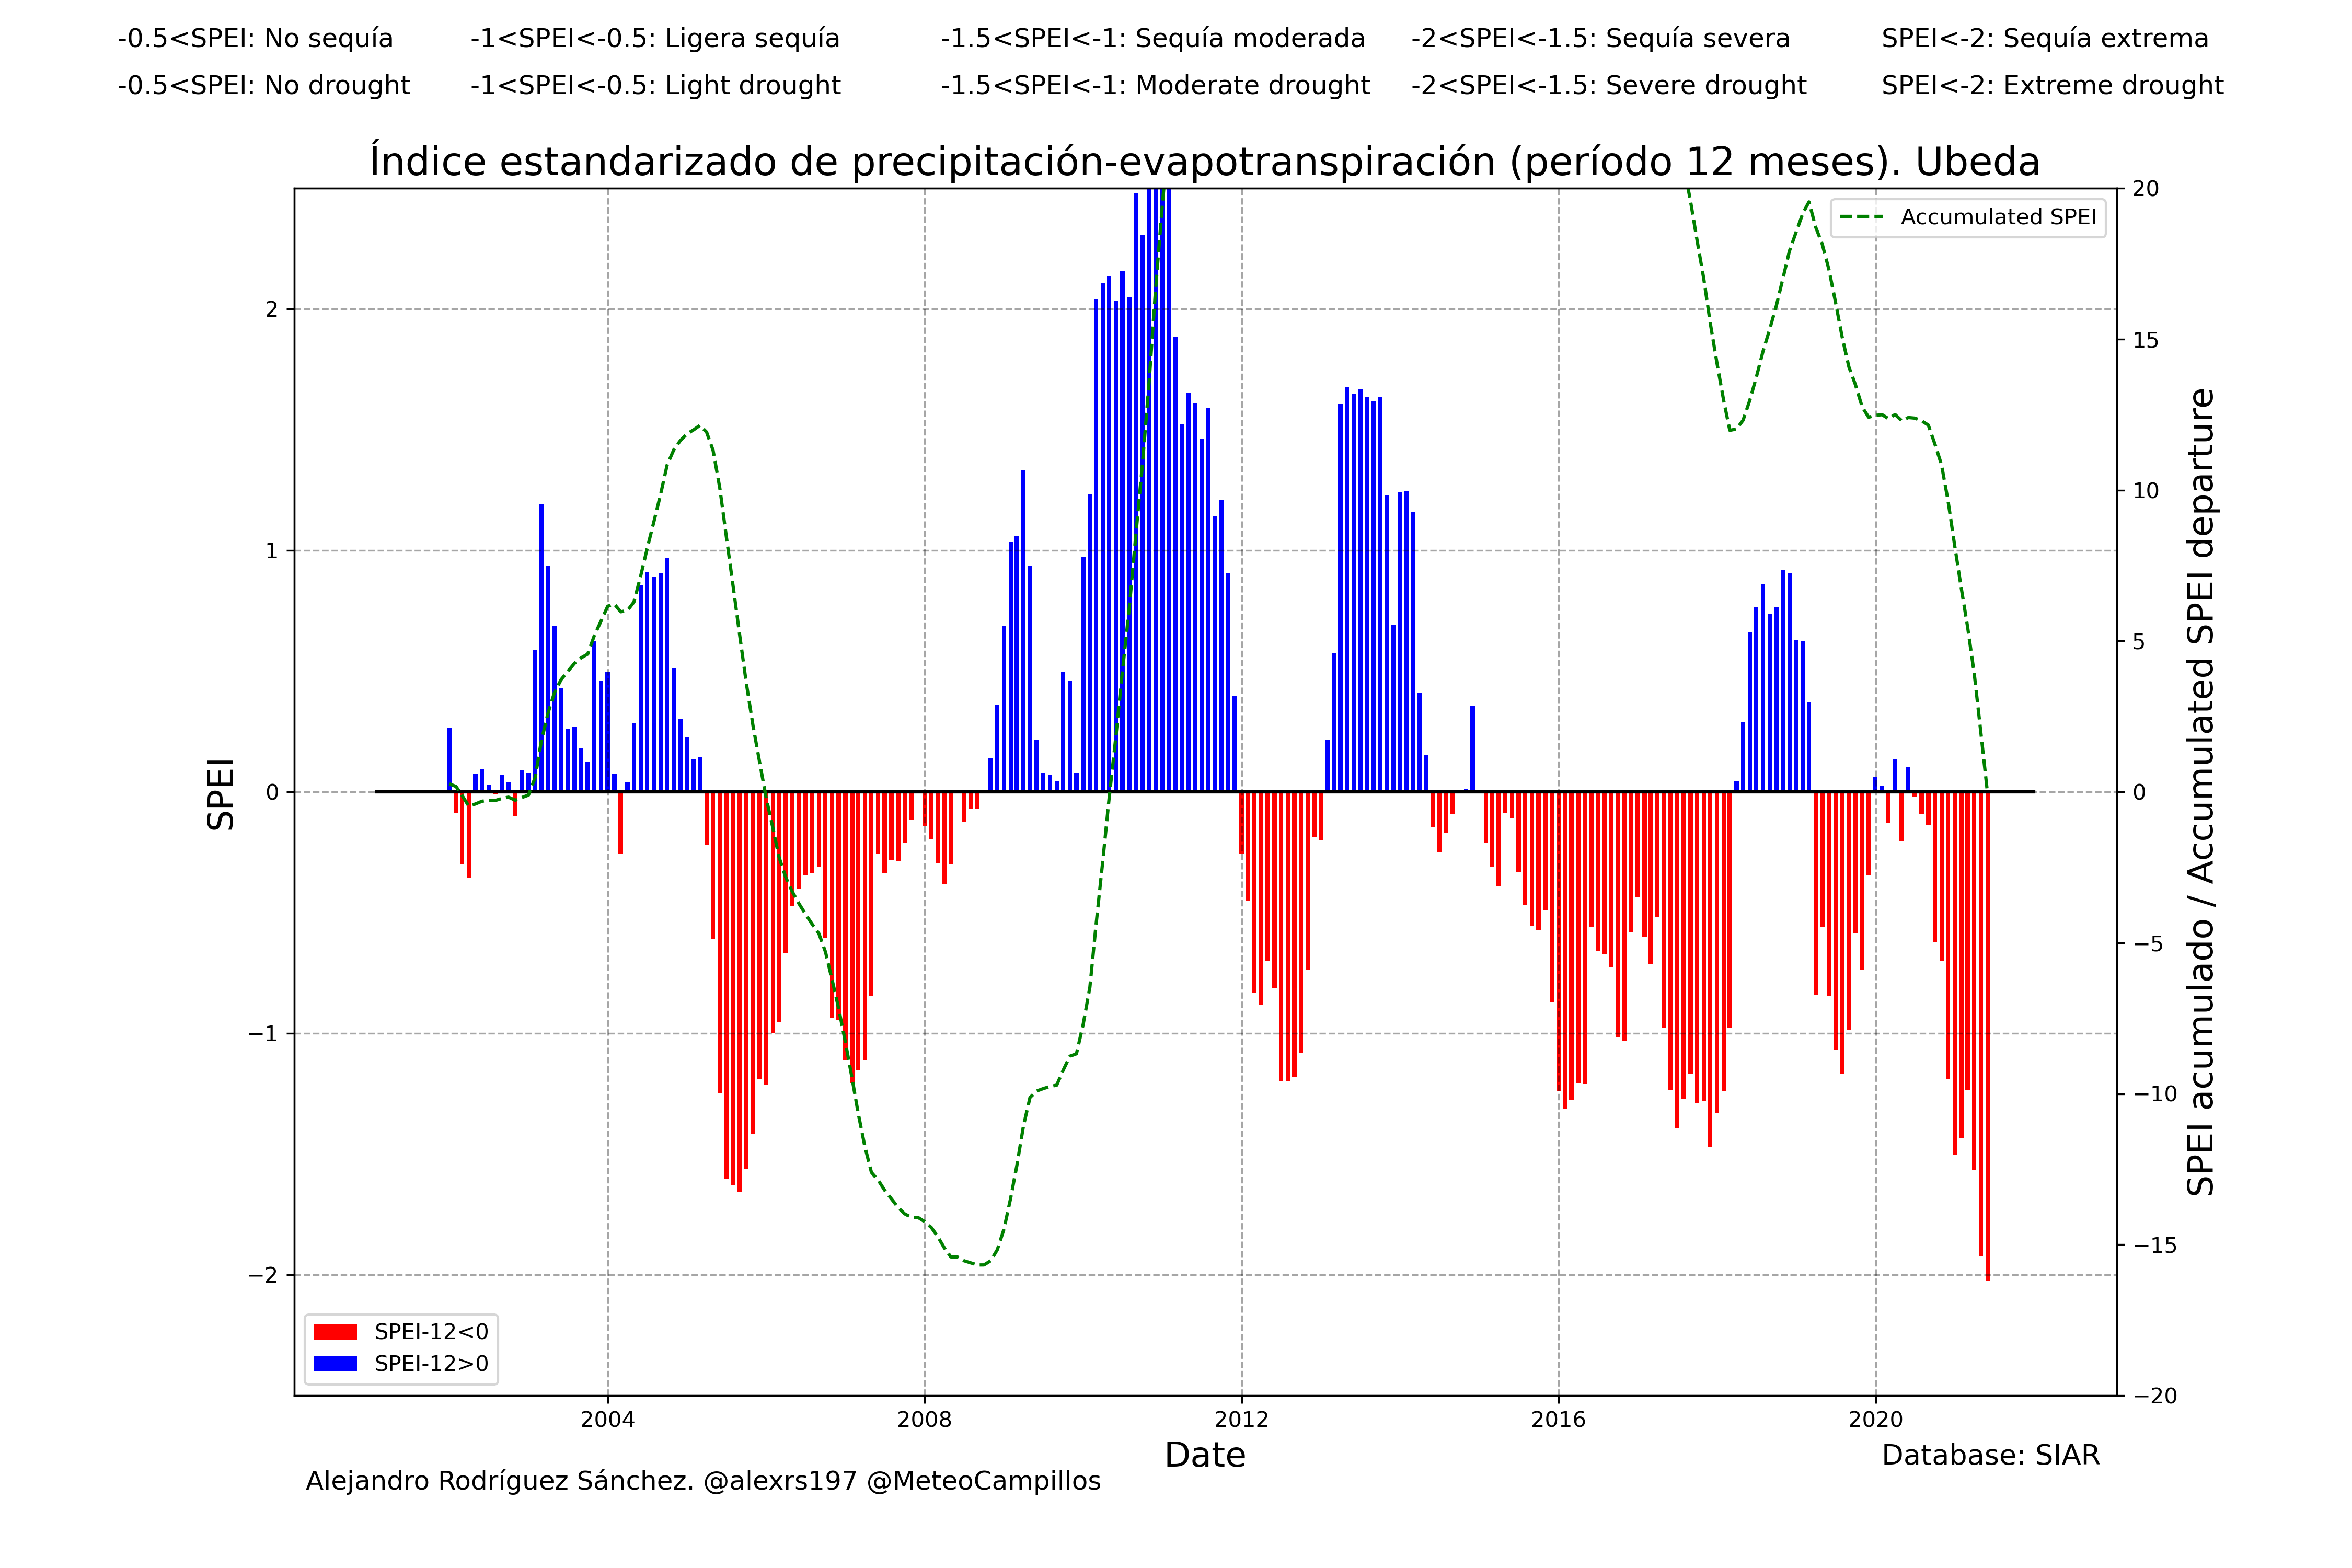 -0.5<SPEI: No sequía -1<SPEI<-0.5: Ligera sequía -1.5<SPEI<-1: Sequía moderada -2<SPEI<-1.5: Sequía severa SPEI<-2: Sequía extrema
-0.5<SPEI: No drought -1<SPEI<-0.5: Light drought -1.5<SPEI<-1: Moderate drought -2<SPEI<-1.5: Severe drought SPEI<-2: Extreme drought
Índice estandarizado de precipitación-evapotranspiración (período 12 meses). Ubeda
Accumulated SPEI
SPEI
2
1
0
−1
−2
20
15
10
5
0
−5
−10
−15
−20
SPEI acumulado / Accumulated SPEI departure
SPEI-12<0
SPEI-12>0
2004 2008 2012 2016 2020
Date
Database: SIAR
Alejandro Rodríguez Sánchez. @alexrs197 @MeteoCampillos